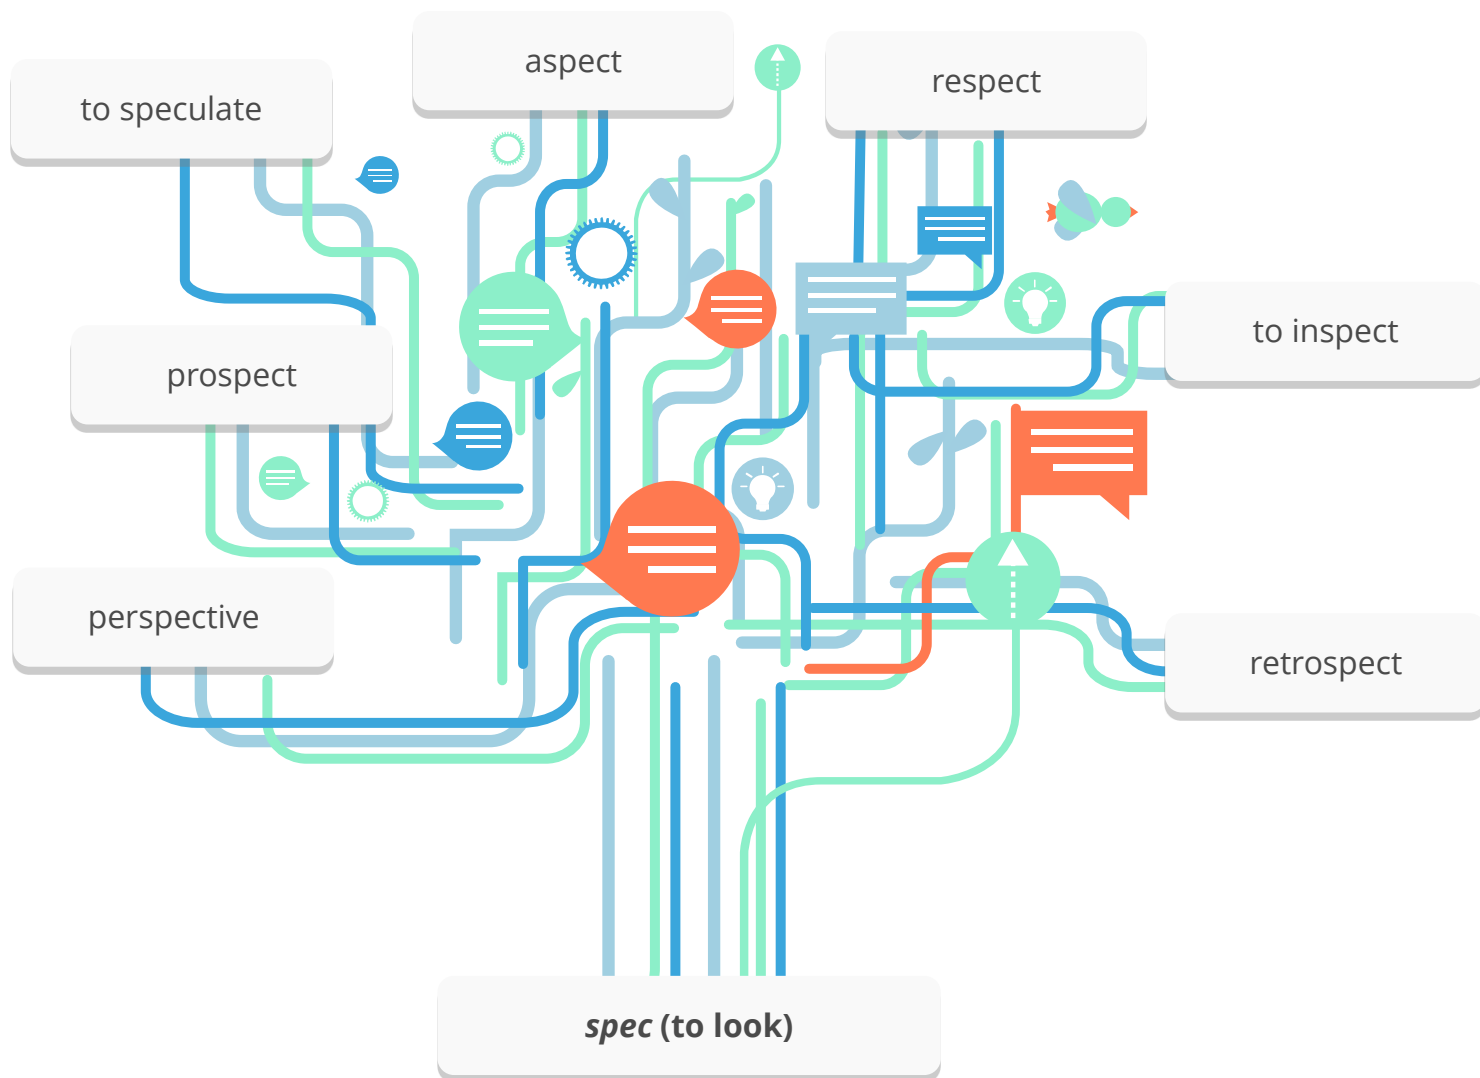 aspect
respect
to speculate
to inspect
prospect
perspective
retrospect
spec (to look)